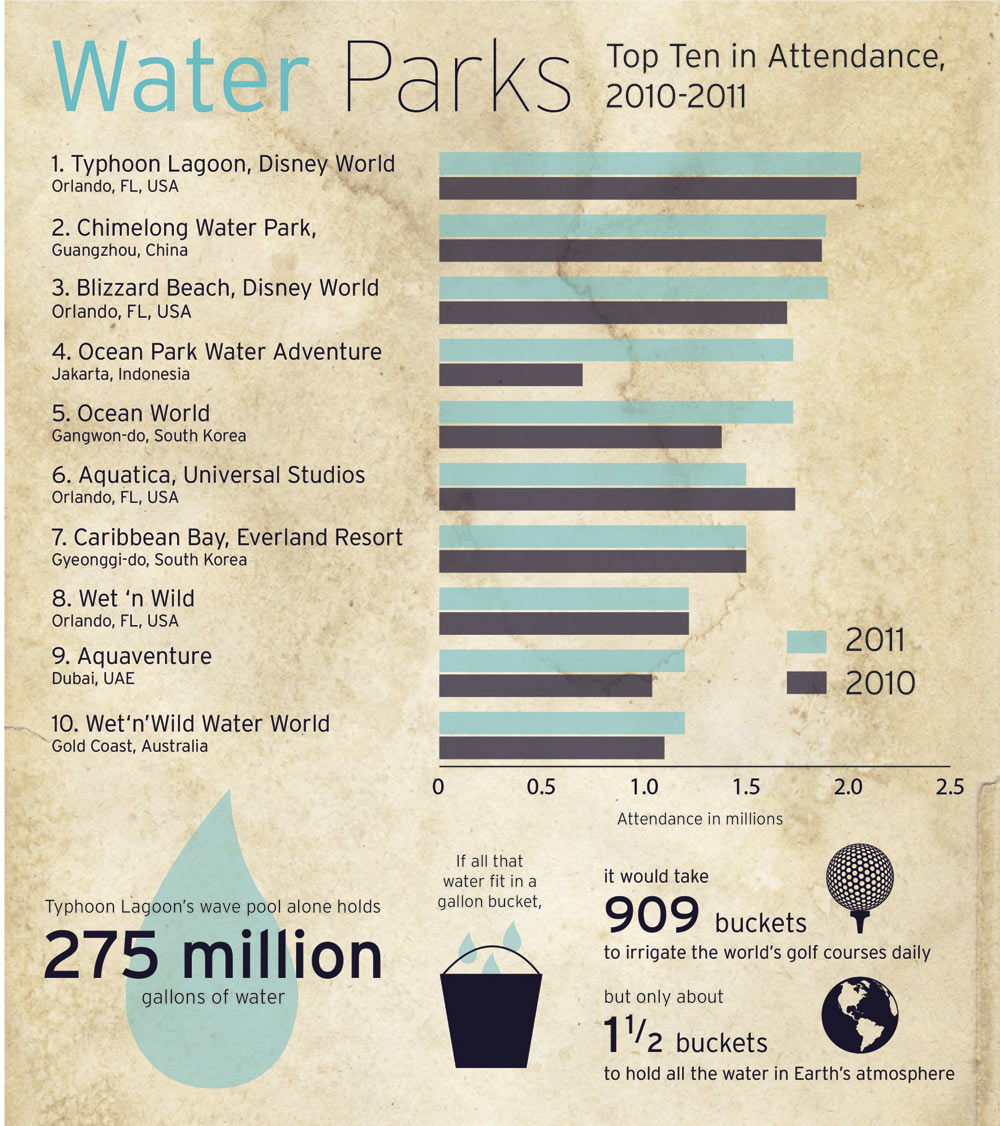 Water Parks
Top Ten in Attendance,
2010-2011
1. Typhoon Lagoon, Disney World
Orlando, FL, USA
2. Chimelong Water Park,
Guangzhou, China
3. Blizzard Beach, Disney World
Orlando, FL, USA
4. Ocean Park Water Adventure
Jakarta, Indonesia
5. Ocean World
Gangwon-do, South Korea
6. Aquatica, Universal Studios
Orlando, FL, USA
7. Caribbean Bay, Everland Resort
Gyeonggi-do, South Korea
8. Wet ‘n Wild
Orlando, FL, USA
9. Aquaventure
Dubai, UAE
10. Wet‘n’Wild Water World
Gold Coast, Australia
2011
2010
0 0.5 1.0 1.5 2.0 2.5
Attendance in millions
Typhoon Lagoon’s wave pool alone holds
275 million
gallons of water
If all that
water fit in a
gallon bucket,
it would take
909 buckets
to irrigate the world’s golf courses daily
but only about
1 1/2 buckets
to hold all the water in Earth’s atmosphere